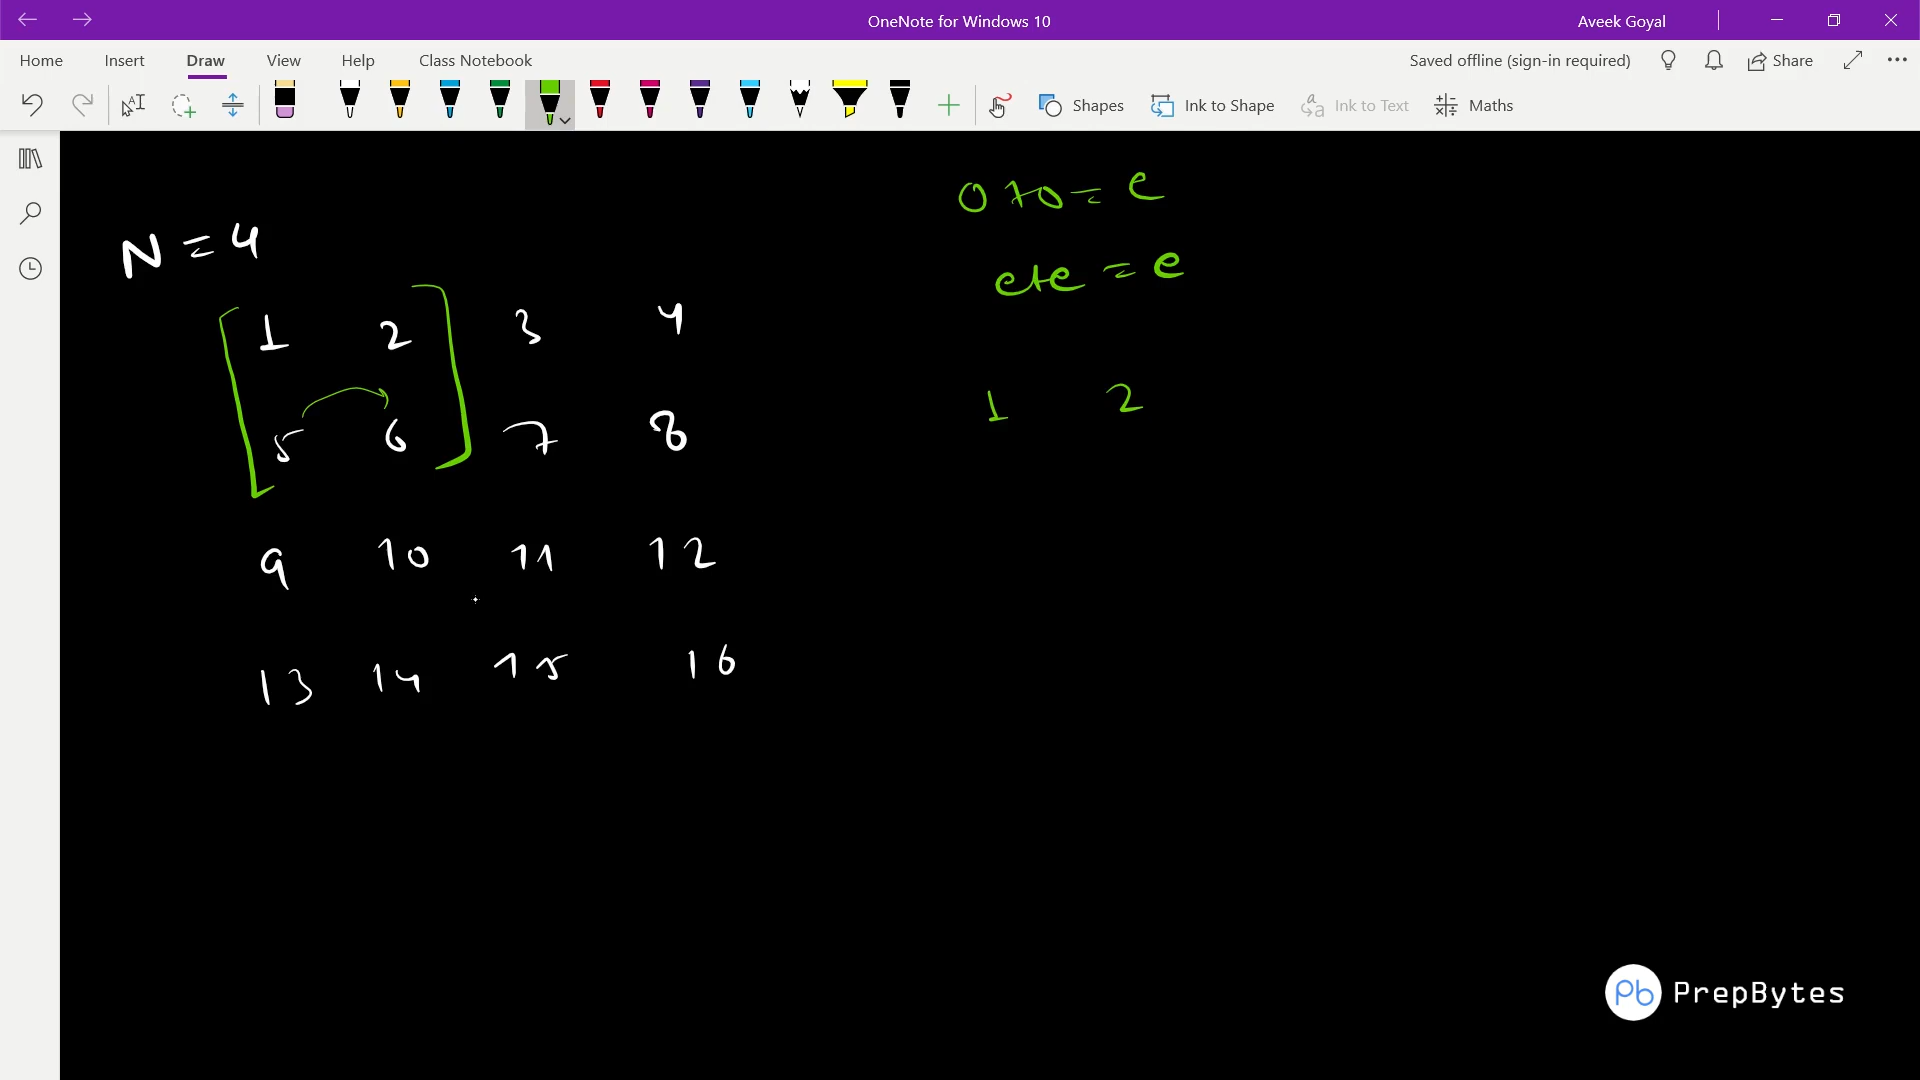 OneNote for Windows 10
Aveek Goyal
Home Insert Draw View Help Class Notebook
Saved offline (sign-in required) Share
Shapes Ink to Shape Ink to Text Maths
N = 4
1 2 3 4
5 6 7 8
9 10 11 12
13 14 15 16
0+0 = e
e+e = e
1 2
Pb PrepBytes